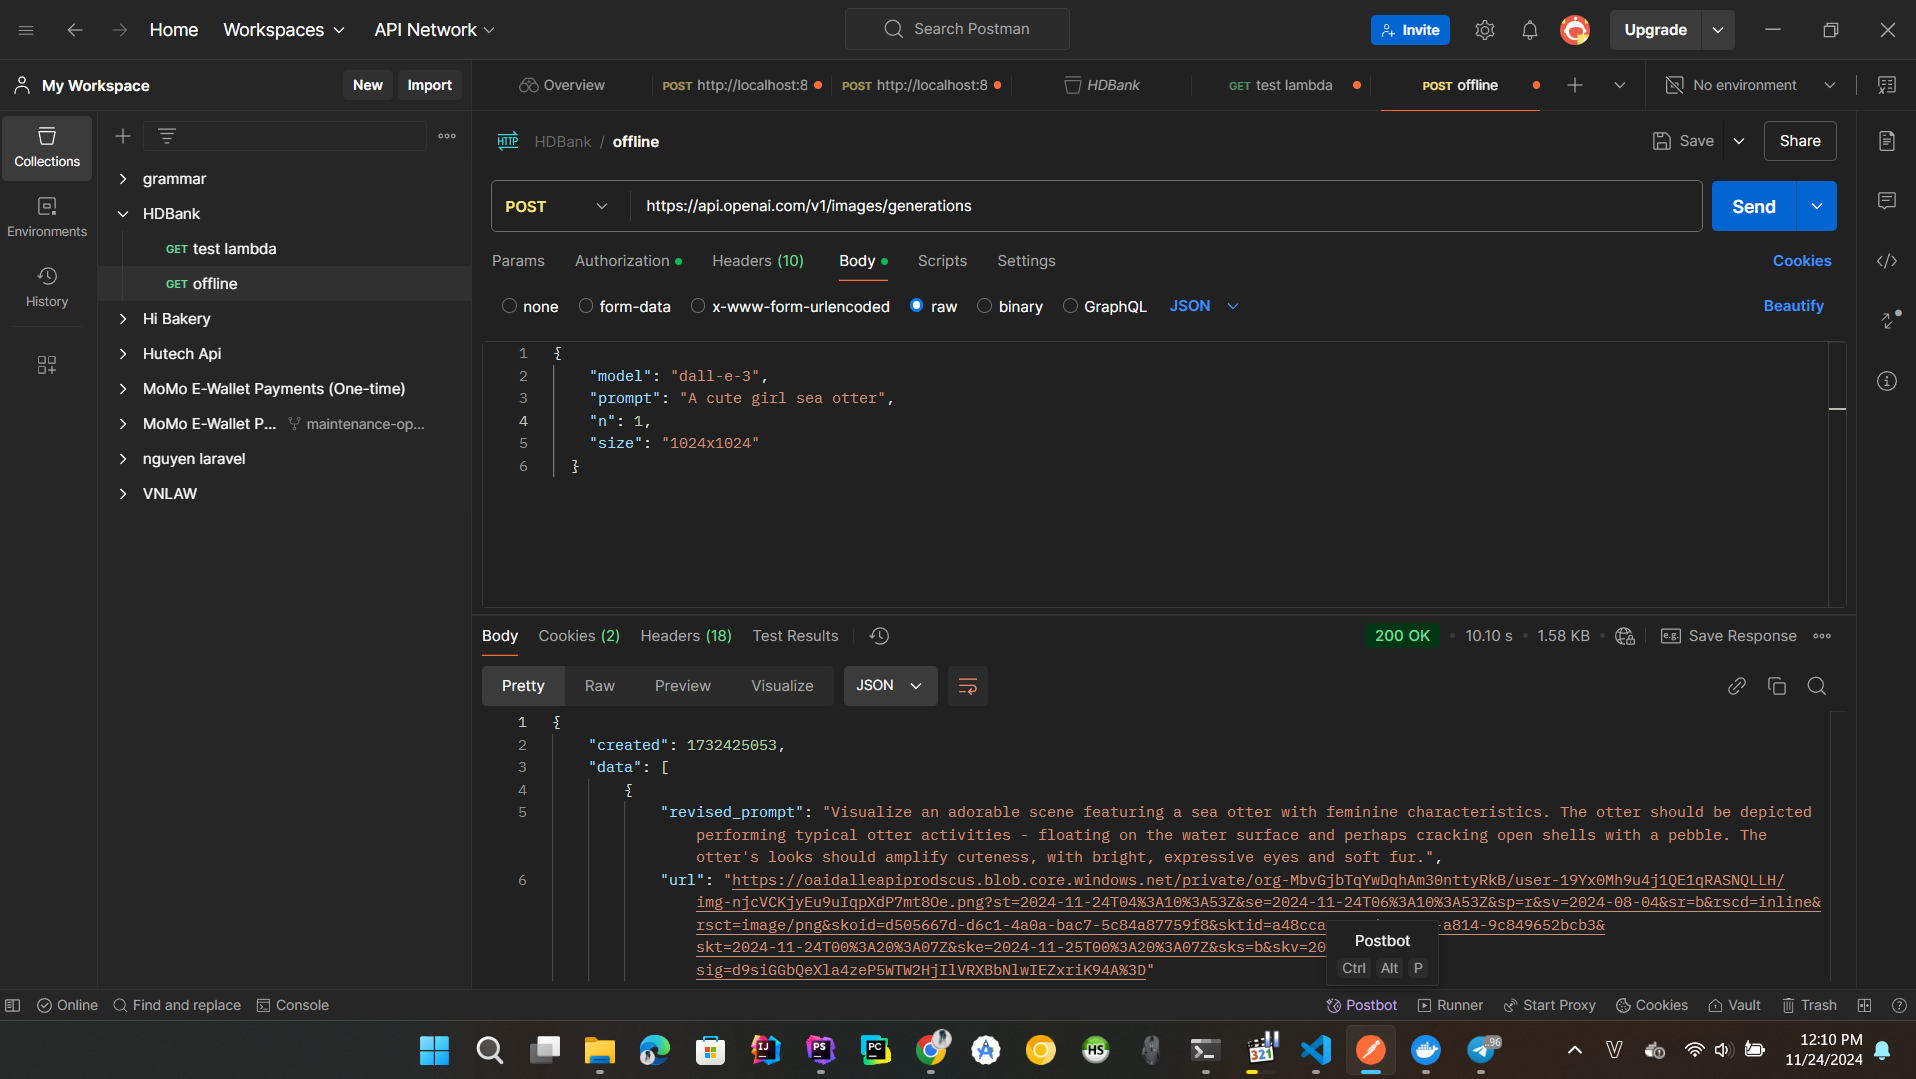 Home
Workspaces
API Network
Search Postman
Invite
Upgrade
My Workspace
New
Import
Overview
POST http://localhost:8
POST http://localhost:8
HDBank
GET test lambda
POST offline
No environment
Collections
Environments
History
grammar
HDBank
GET test lambda
GET offline
Hi Bakery
Hutech Api
MoMo E-Wallet Payments (One-time)
MoMo E-Wallet P... maintenance-op...
nguyen laravel
VNLAW
HTTP HDBank / offline
Save
Share
POST
https://api.openai.com/v1/images/generations
Send
Params
Authorization
Headers (10)
Body
Scripts
Settings
Cookies
none
form-data
x-www-form-urlencoded
raw
binary
GraphQL
JSON
Beautify
1 {
2 "model": "dall-e-3",
3 "prompt": "A cute girl sea otter",
4 "n": 1,
5 "size": "1024x1024"
6 }
Body
Cookies (2)
Headers (18)
Test Results
200 OK
10.10 s
1.58 KB
e.g. Save Response
Pretty
Raw
Preview
Visualize
JSON
1 {
2 "created": 1732425053,
3 "data": [
4 {
5 "revised_prompt": "Visualize an adorable scene featuring a sea otter with feminine characteristics. The otter should be depicted
performing typical otter activities - floating on the water surface and perhaps cracking open shells with a pebble. The
otter's looks should amplify cuteness, with bright, expressive eyes and soft fur.",
6 "url": "https://oaidalleapiprodscus.blob.core.windows.net/private/org-MbvGjbTqYwDqhAm30nttyRkB/user-19Yx0Mh9u4j1QE1qRASNQLLH/
img-njcVCKjyEu9uIqpXdP7mt8Oe.png?st=2024-11-24T04%3A10%3A53Z&se=2024-11-24T06%3A10%3A53Z&sp=r&sv=2024-08-04&sr=b&rscd=inline&
rsct=image/png&skoid=d505667d-d6c1-4a0a-bac7-5c84a87759f8&sktid=a48cca -a814-9c849652bcb3&
skt=2024-11-24T00%3A20%3A07Z&ske=2024-11-25T00%3A20%3A07Z&sks=b&skv=20
sig=d9siGGbQeXla4zeP5WTW2HjIlVRXBbNlwIEZxriK94A%3D"
Postbot
Ctrl Alt P
Online
Find and replace
Console
Postbot
Runner
Start Proxy
Cookies
Vault
Trash
IJ
PS
PC
HS
321
96
V
12:10 PM
11/24/2024